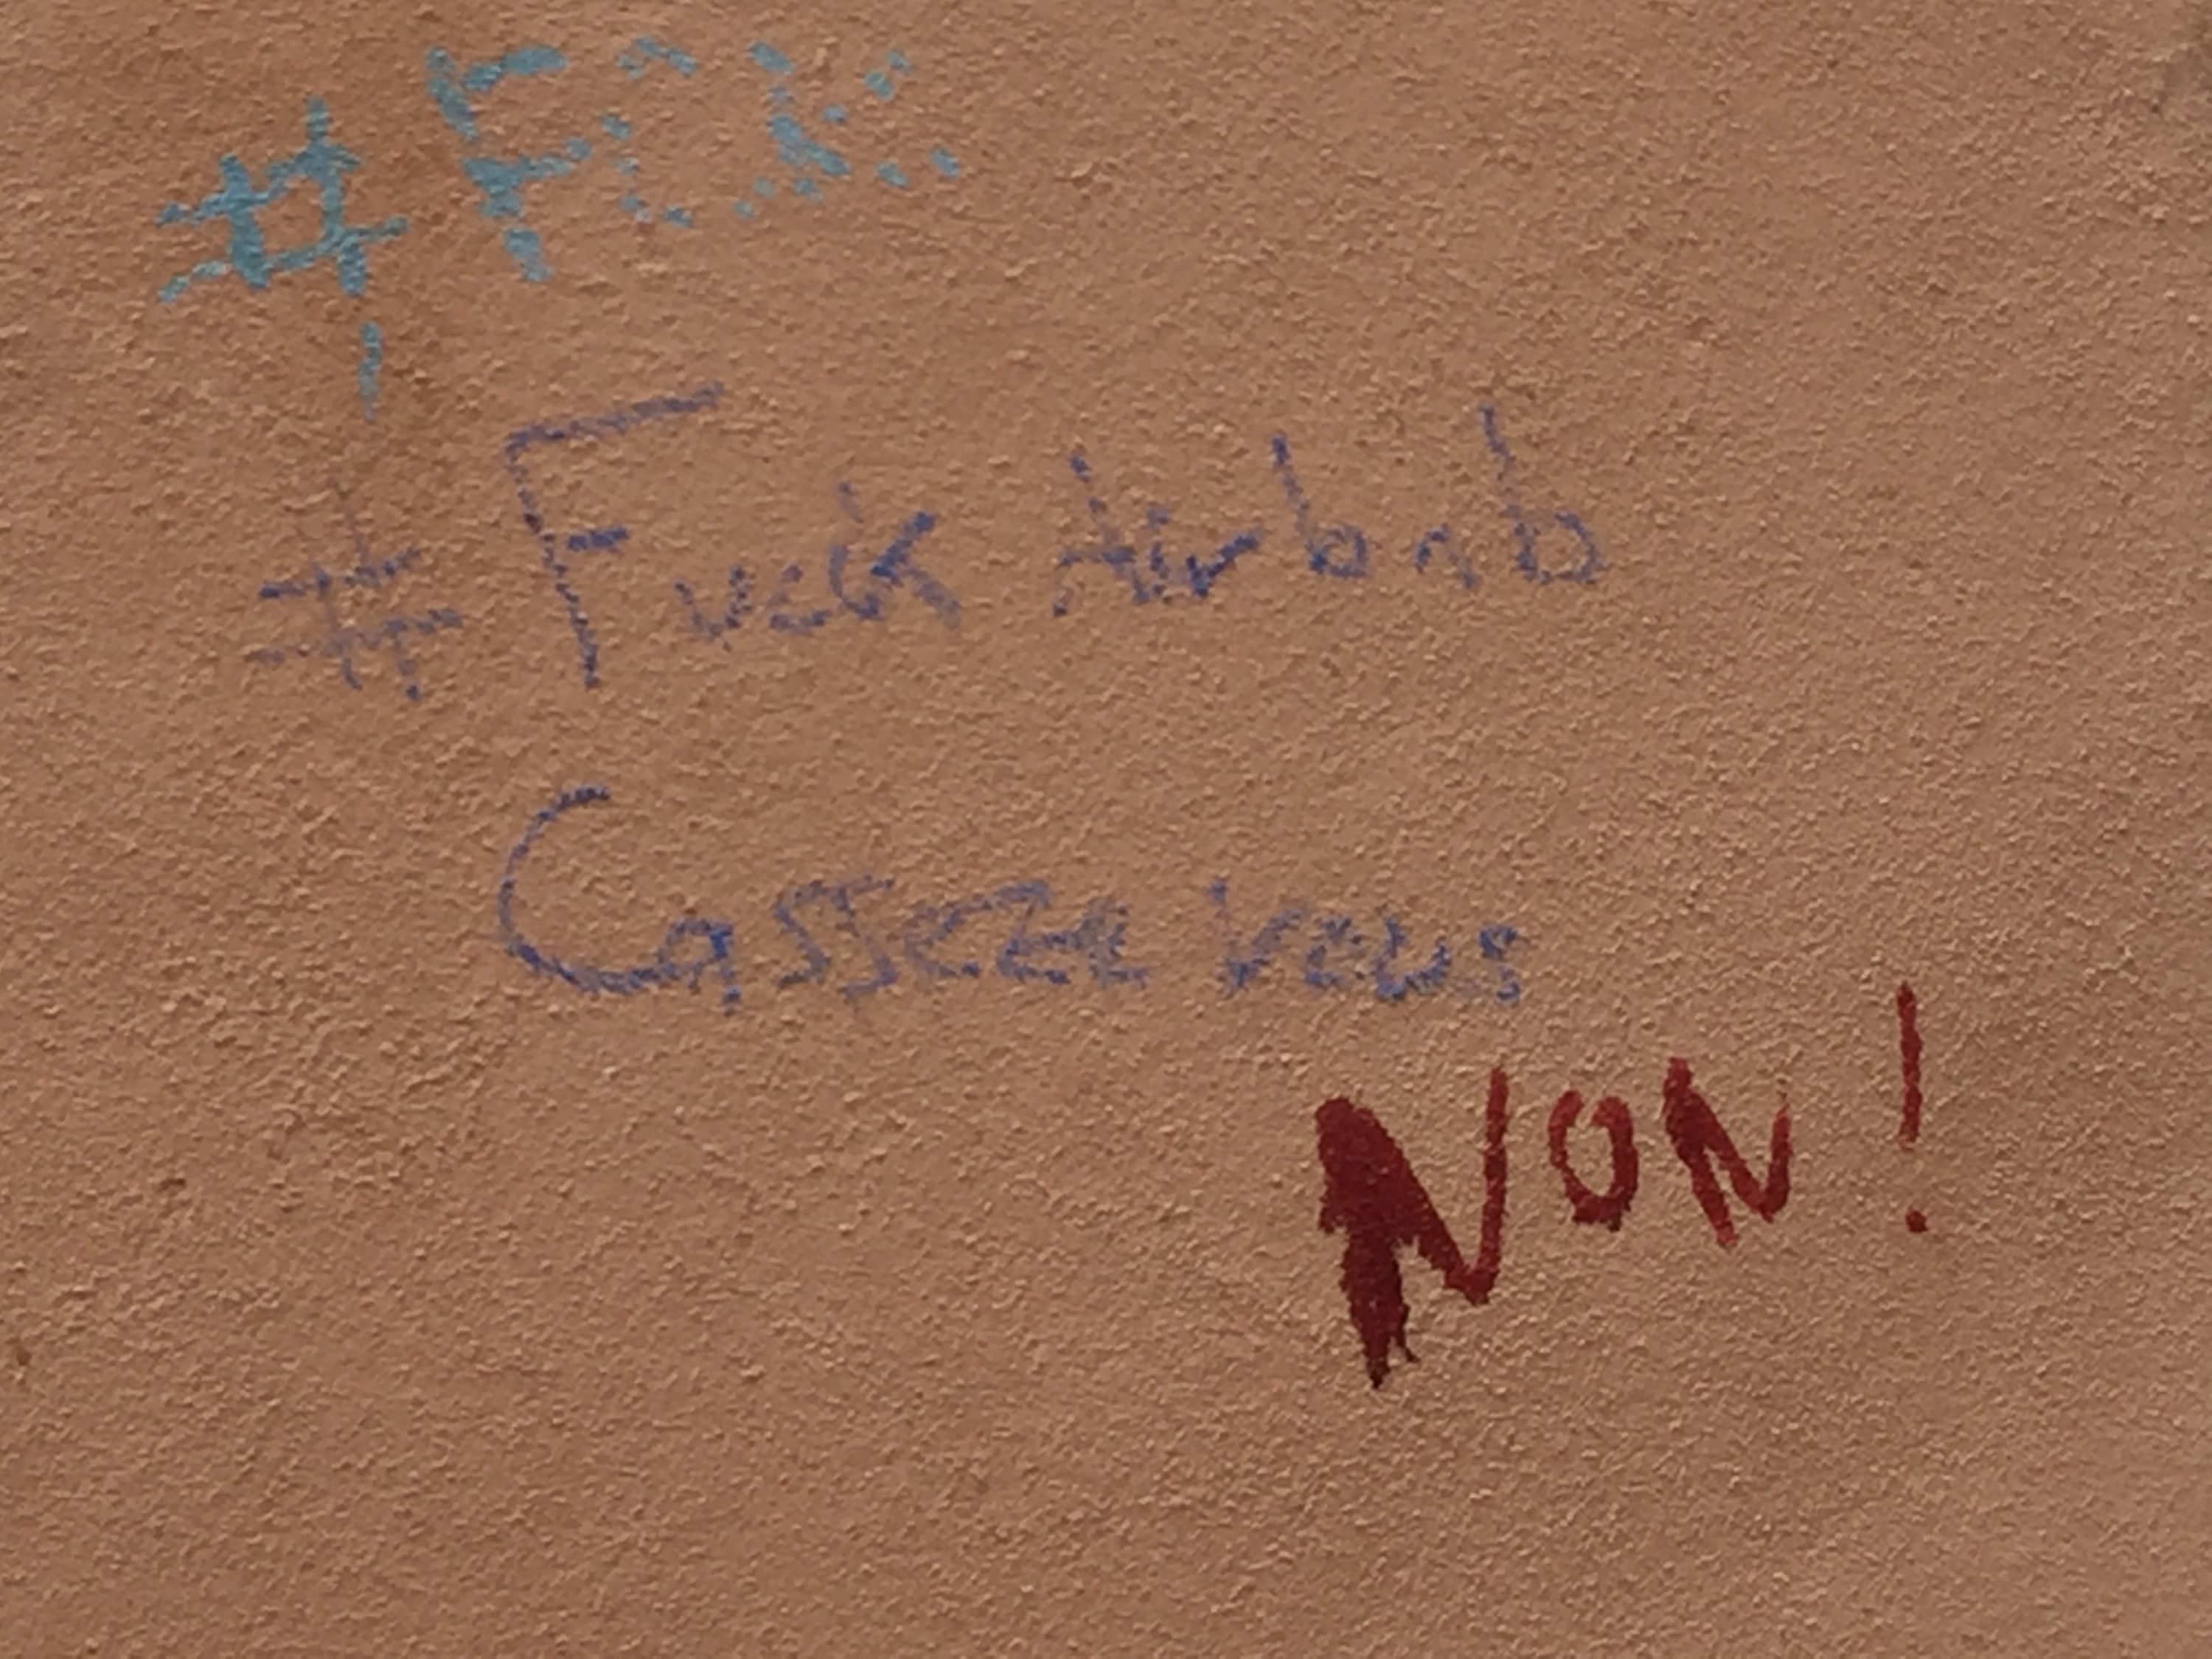 #Fuck Airbnb
Cassez vous
NON !